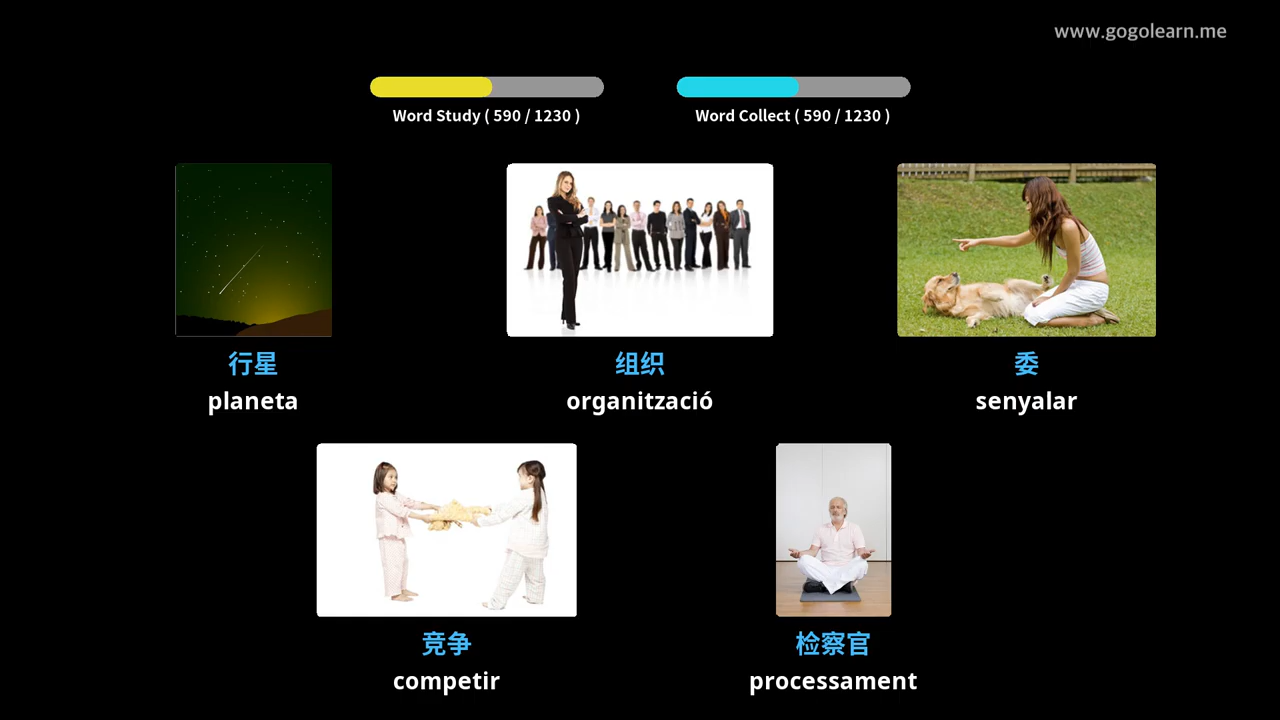 www.gogolearn.me
Word Study ( 590 / 1230 )
Word Collect ( 590 / 1230 )
行星
planeta
组织
organització
委
senyalar
竞争
competir
检察官
processament